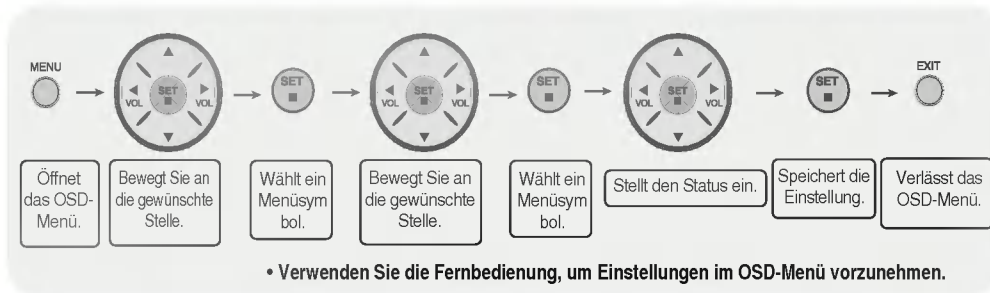 MENU
SET
VOL
VOL
SET
SET
VOL
VOL
SET
SET
VOL
VOL
SET
EXIT
Öffnet
das OSD-
Menü.
Bewegt Sie an
die gewünschte
Stelle.
Wählt ein
Menüsym
bol.
Bewegt Sie an
die gewünschte
Stelle.
Wählt ein
Menüsym
bol.
Stellt den Status ein.
Speichert die
Einstellung.
Verlässt das
OSD-Menü.
• Verwenden Sie die Fernbedienung, um Einstellungen im OSD-Menü vorzunehmen.